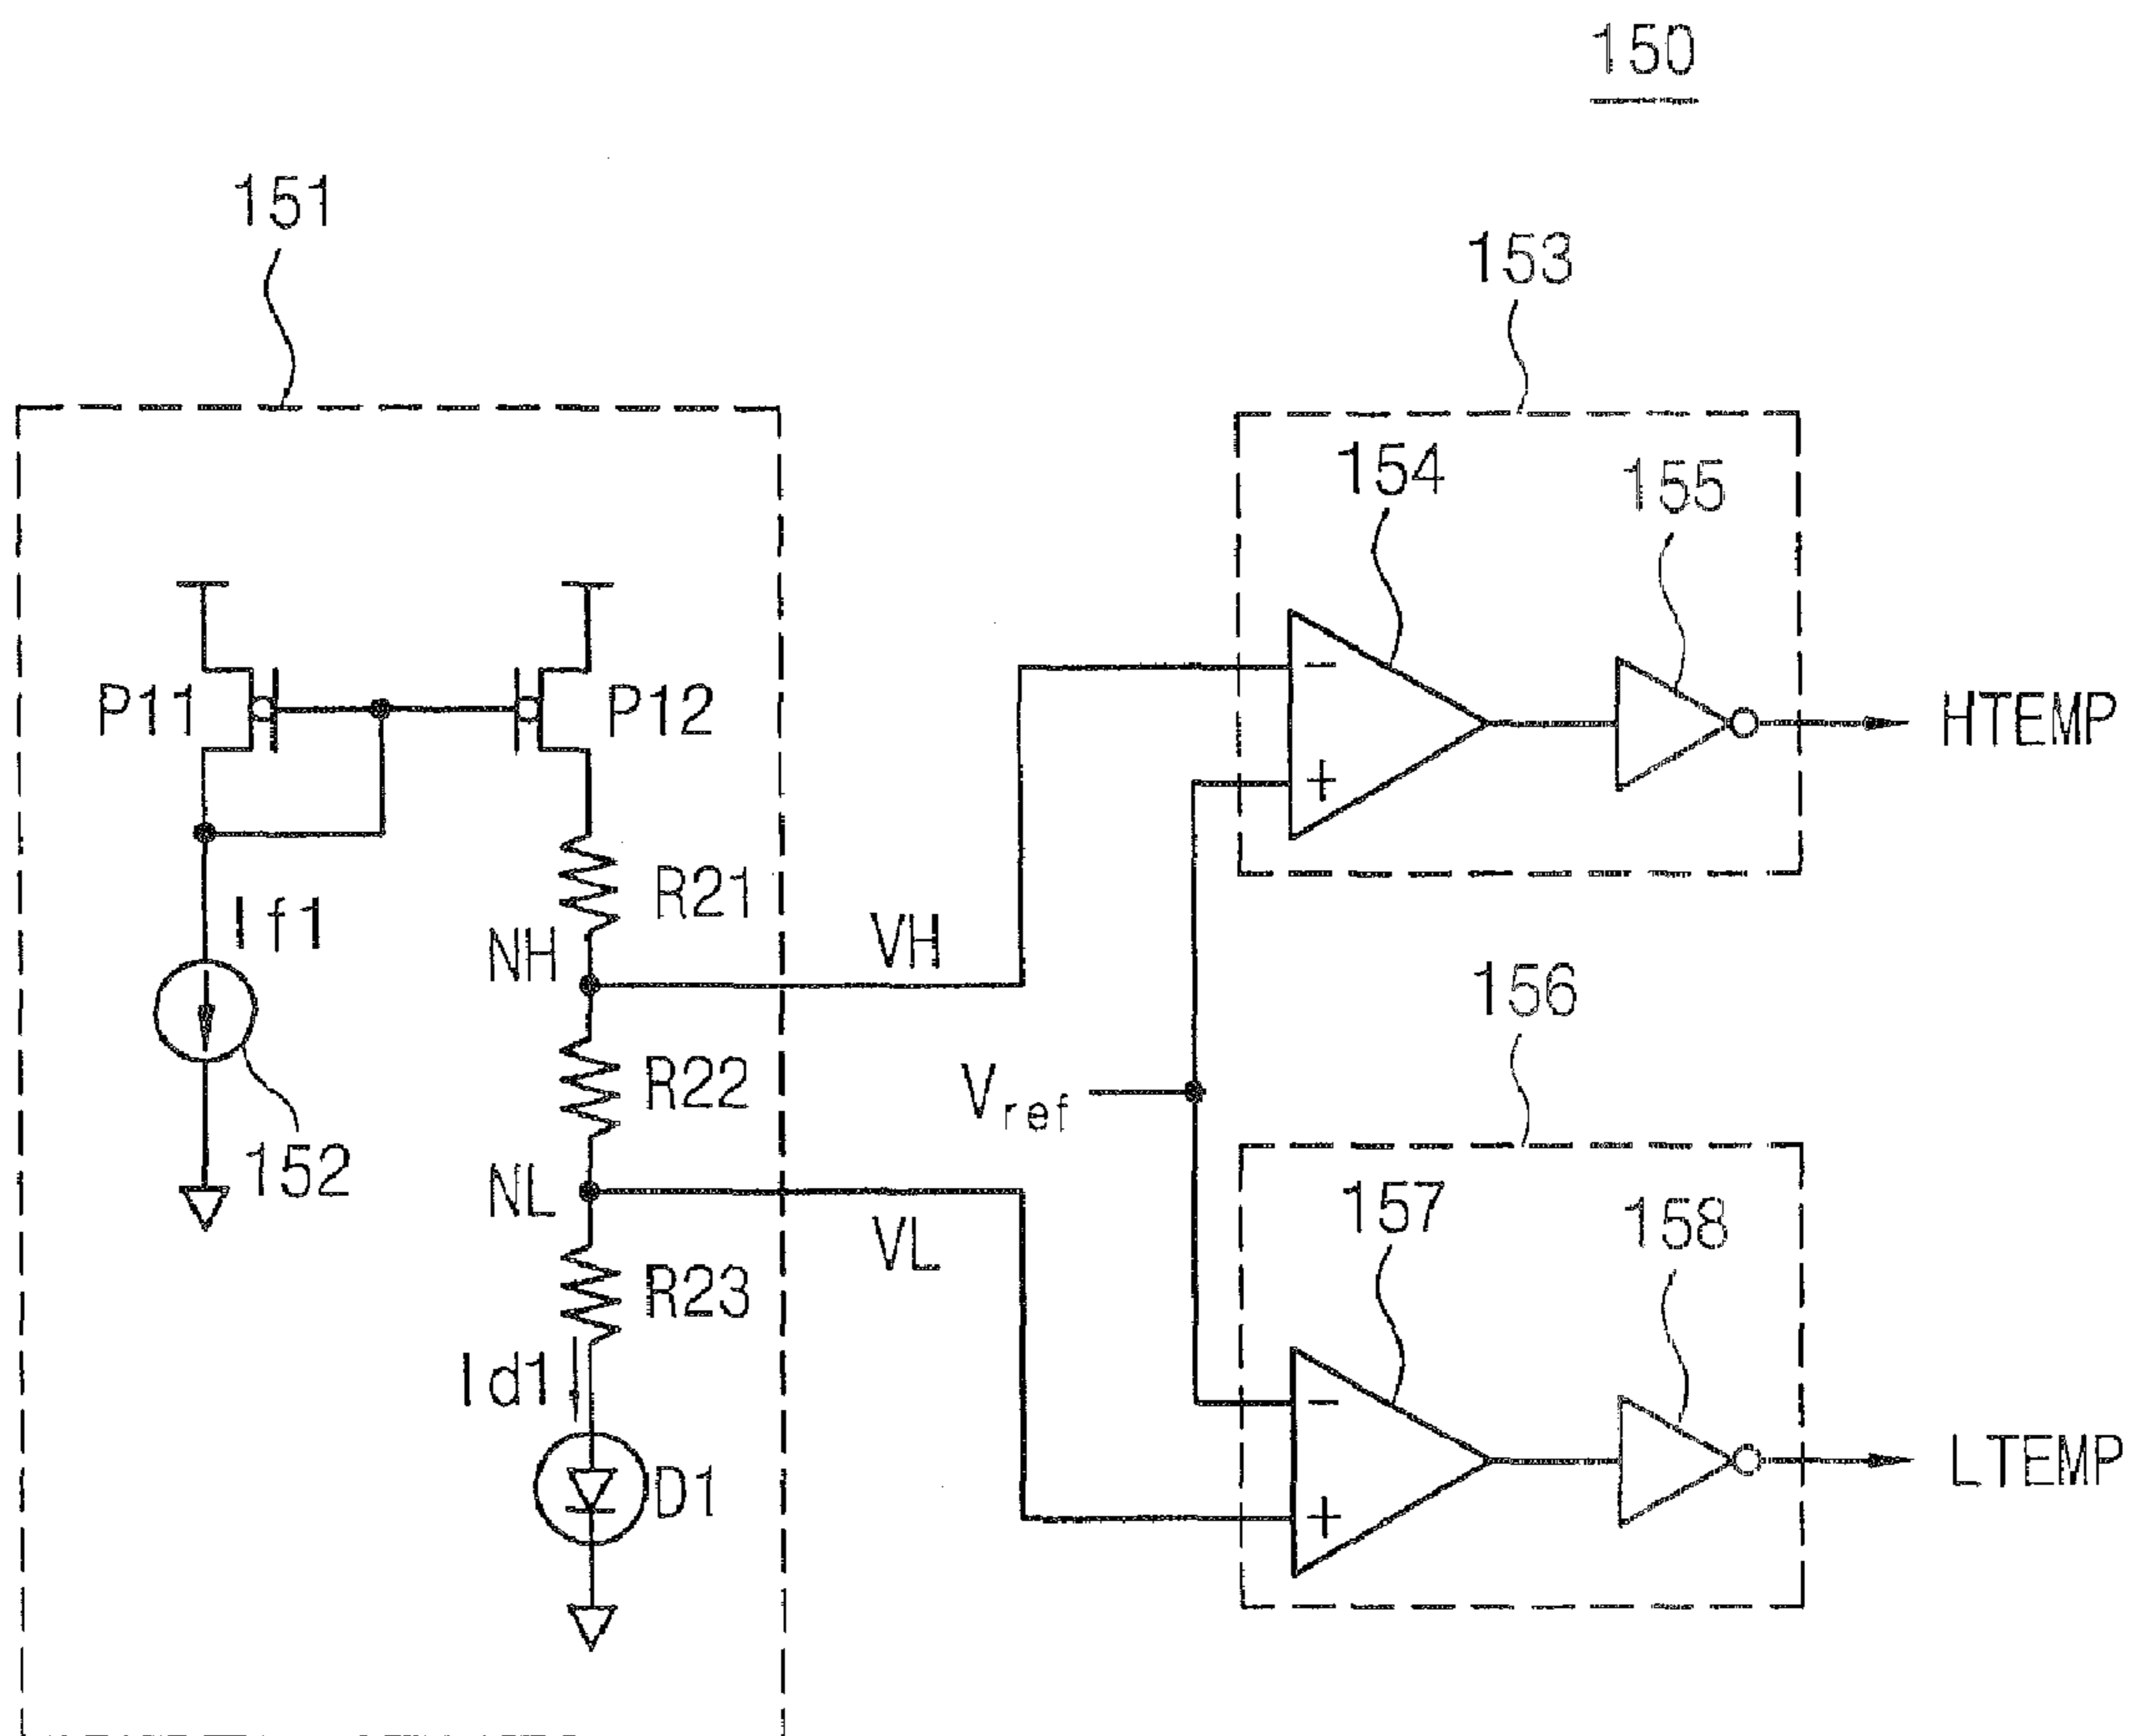 150
151
153
154
155
P11
P12
HTEMP
R21
If1
NH
VH
156
R22
Vref
152
NL
157
158
VL
R23
Id1
D1
LTEMP
-
+
-
+